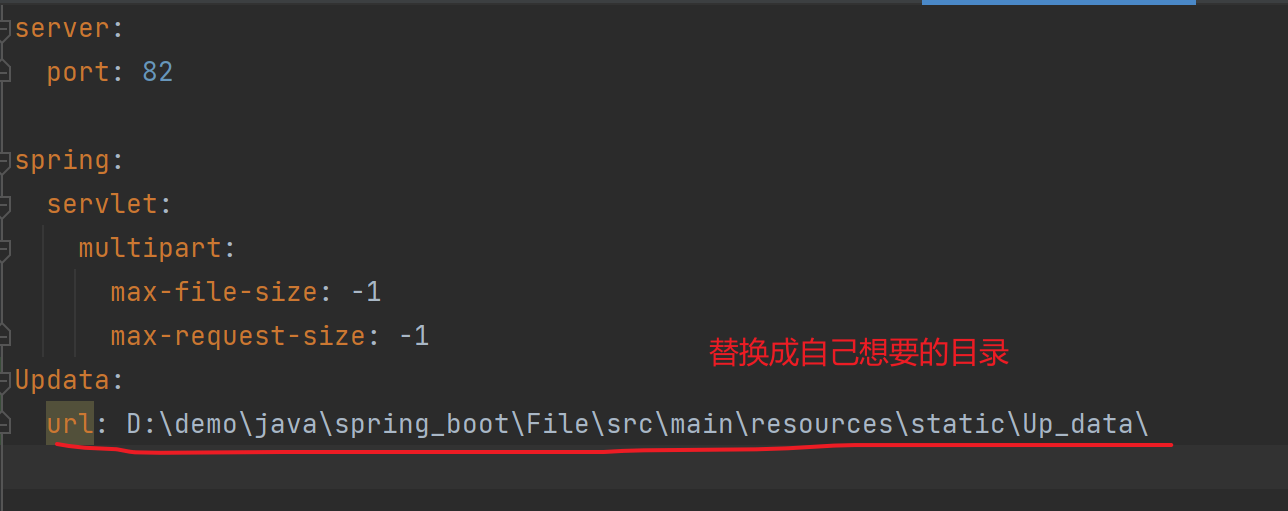 server:
  port: 82
spring:
  servlet:
    multipart:
      max-file-size: -1
      max-request-size: -1
替换成自己想要的目录
Updata:
  url: D:\demo\java\spring_boot\File\src\main\resources\static\Up_data\